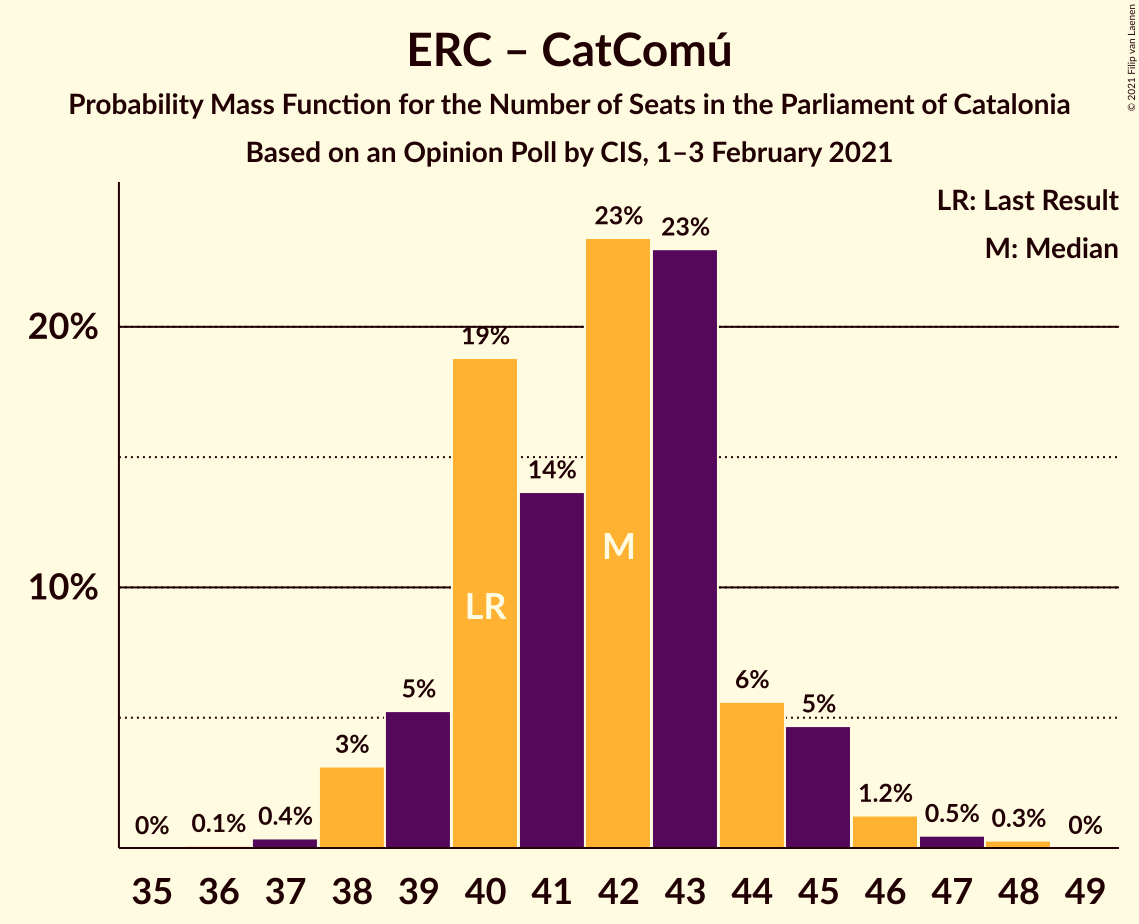 ERC – CatComú
Probability Mass Function for the Number of Seats in the Parliament of Catalonia
Based on an Opinion Poll by CIS, 1–3 February 2021
© 2021 Filip van Laenen
LR: Last Result
M: Median
20%
10%
0%
0.1%
0.4%
3%
5%
19%
14%
23%
23%
6%
5%
1.2%
0.5%
0.3%
0%
LR
M
35 36 37 38 39 40 41 42 43 44 45 46 47 48 49